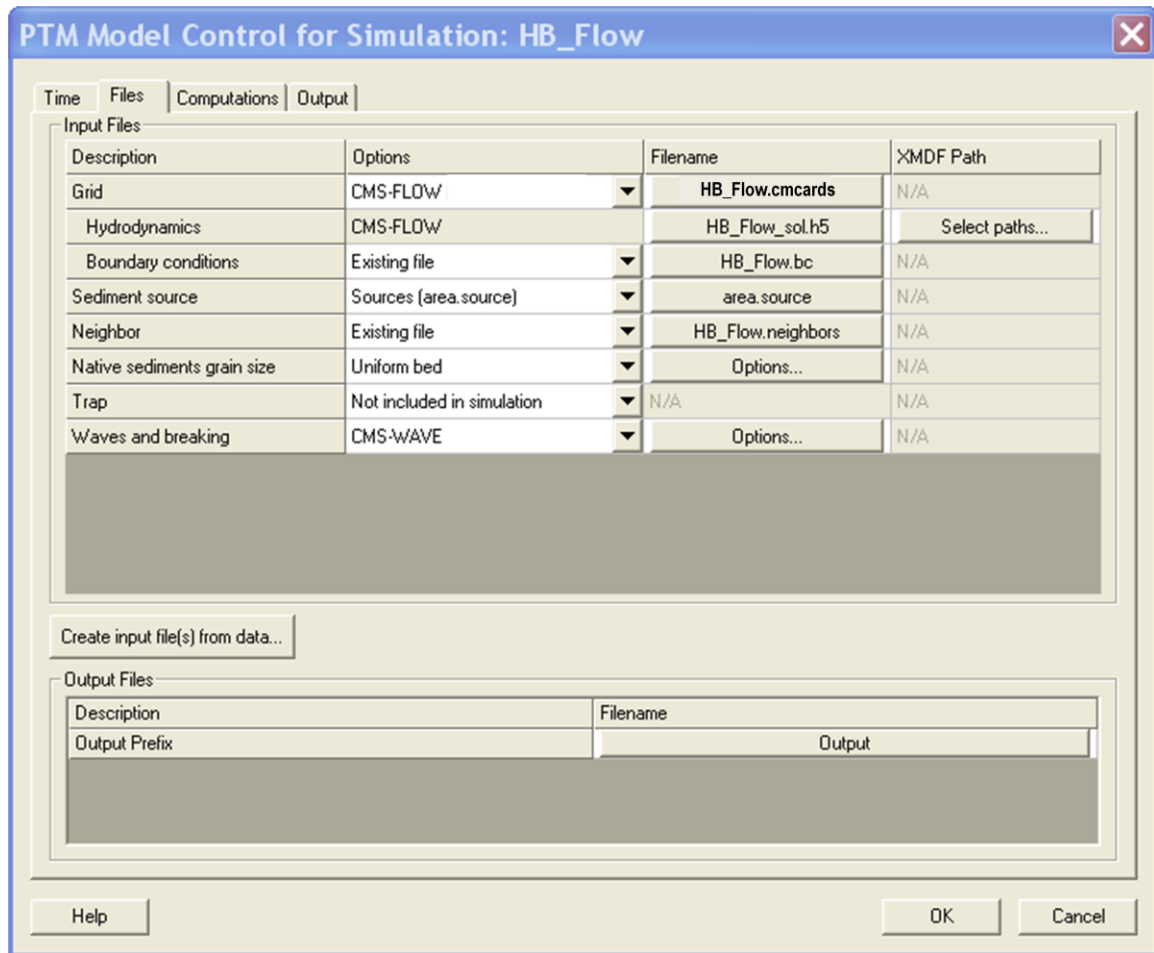 PTM Model Control for Simulation: HB_Flow
Time Files Computations Output
Input Files
Description Options Filename XMDF Path
Grid CMS-FLOW HB_Flow.cmcards N/A
Hydrodynamics CMS-FLOW HB_Flow_sol.h5 Select paths...
Boundary conditions Existing file HB_Flow.bc N/A
Sediment source Sources (area.source) area.source N/A
Neighbor Existing file HB_Flow.neighbors N/A
Native sediments grain size Uniform bed Options... N/A
Trap Not included in simulation N/A N/A
Waves and breaking CMS-WAVE Options... N/A
Create input file(s) from data...
Output Files
Description Filename
Output Prefix Output
Help OK Cancel